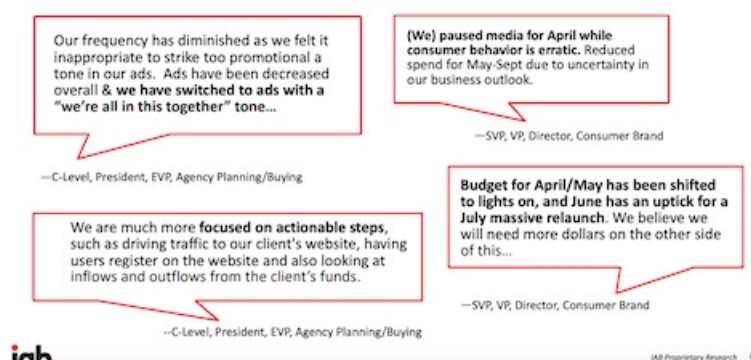 Our frequency has diminished as we felt it
inappropriate to strike too promotional a
tone in our ads. Ads have been decreased
overall & we have switched to ads with a
“we’re all in this together” tone…
—C-Level, President, EVP, Agency Planning/Buying
(We) paused media for April while
consumer behavior is erratic. Reduced
spend for May-Sept due to uncertainty in
our business outlook.
—SVP, VP, Director, Consumer Brand
We are much more focused on actionable steps,
such as driving traffic to our client's website, having
users register on the website and also looking at
inflows and outflows from the client’s funds.
--C-Level, President, EVP, Agency Planning/Buying
Budget for April/May has been shifted
to lights on, and June has an uptick for a
July massive relaunch. We believe we
will need more dollars on the other side
of this…
—SVP, VP, Director, Consumer Brand
iab
IAB Proprietary Research